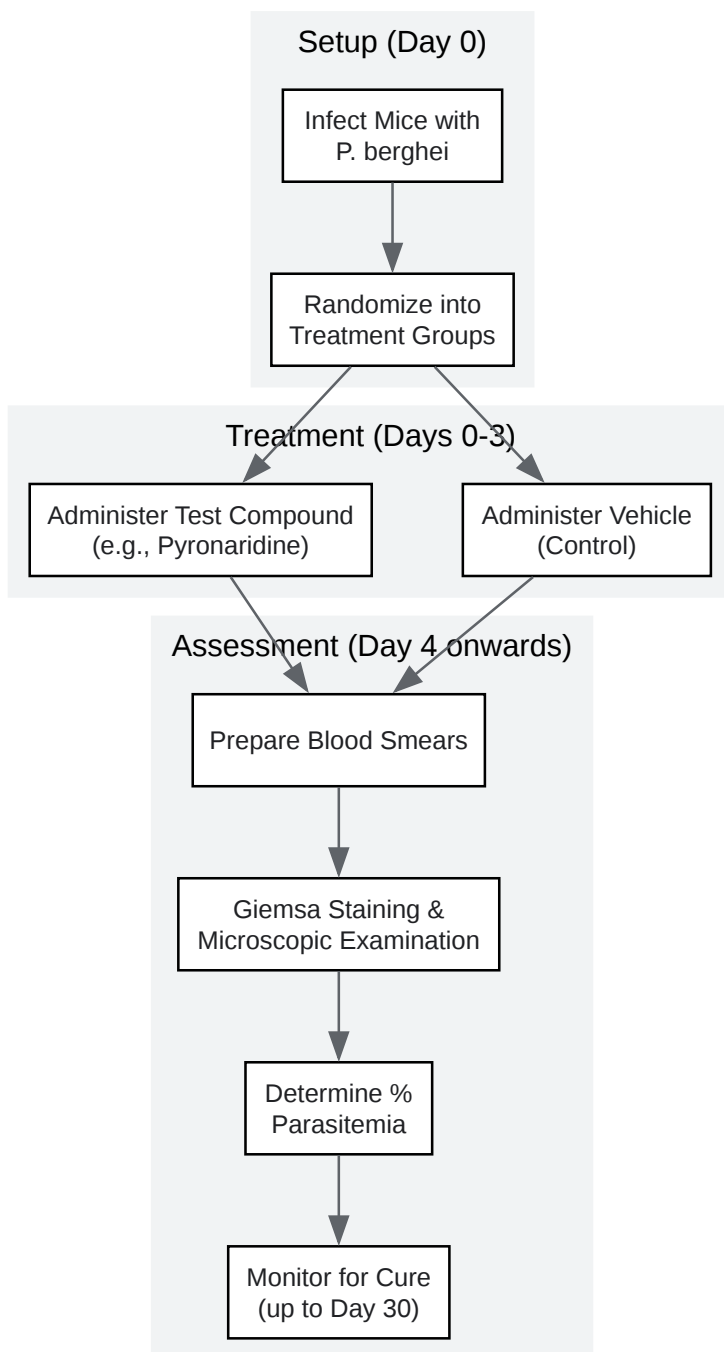 Setup (Day 0)
Infect Mice with
P. berghei
Randomize into
Treatment Groups
Treatment (Days 0-3)
Administer Test Compound
(e.g., Pyronaridine)
Administer Vehicle
(Control)
Assessment (Day 4 onwards)
Prepare Blood Smears
Giemsa Staining &
Microscopic Examination
Determine %
Parasitemia
Monitor for Cure
(up to Day 30)